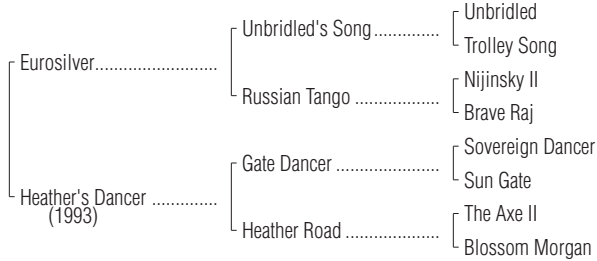 Unbridled
Unbridled's Song..............
Trolley Song
Eurosilver..........................
Nijinsky II
Russian Tango ..................
Brave Raj
Sovereign Dancer
Gate Dancer ......................
Sun Gate
Heather's Dancer ..............
(1993)
The Axe II
Heather Road ....................
Blossom Morgan